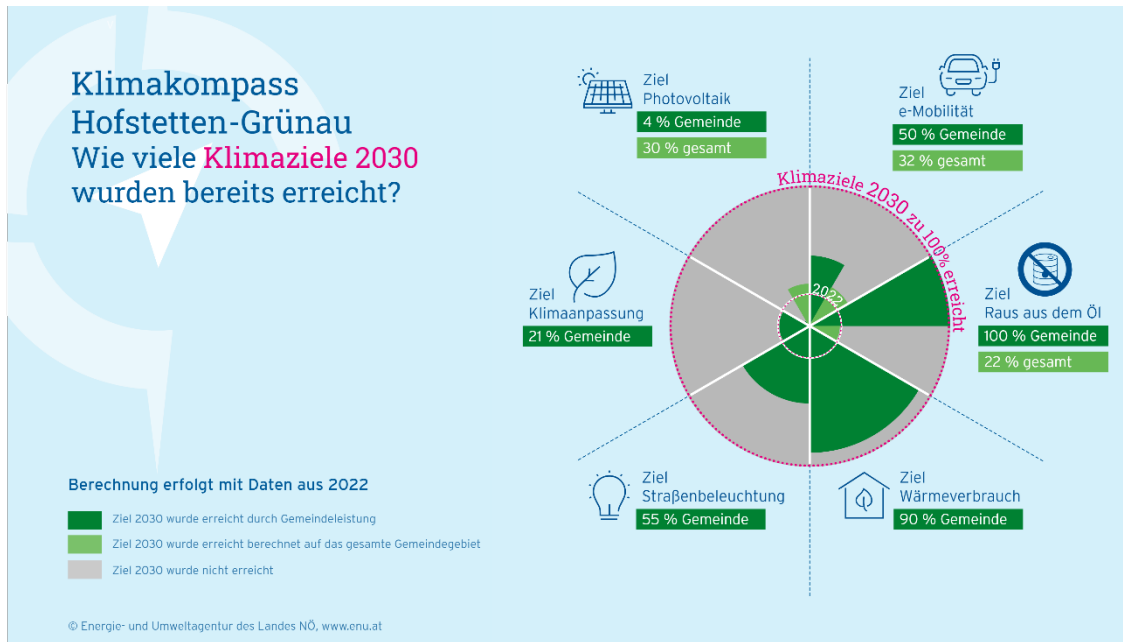 Klimakompass
Hofstetten-Grünau
Wie viele Klimaziele 2030
wurden bereits erreicht?
Ziel
Photovoltaik
4 % Gemeinde
30 % gesamt
Ziel
e-Mobilität
50 % Gemeinde
32 % gesamt
Klimaziele 2030 zu 100% erreicht
2022
Ziel
Klimaanpassung
21 % Gemeinde
Ziel
Raus aus dem Öl
100 % Gemeinde
22 % gesamt
Ziel
Straßenbeleuchtung
55 % Gemeinde
Ziel
Wärmeverbrauch
90 % Gemeinde
Berechnung erfolgt mit Daten aus 2022
Ziel 2030 wurde erreicht durch Gemeindeleistung
Ziel 2030 wurde erreicht berechnet auf das gesamte Gemeindegebiet
Ziel 2030 wurde nicht erreicht
© Energie- und Umweltagentur des Landes NÖ, www.enu.at